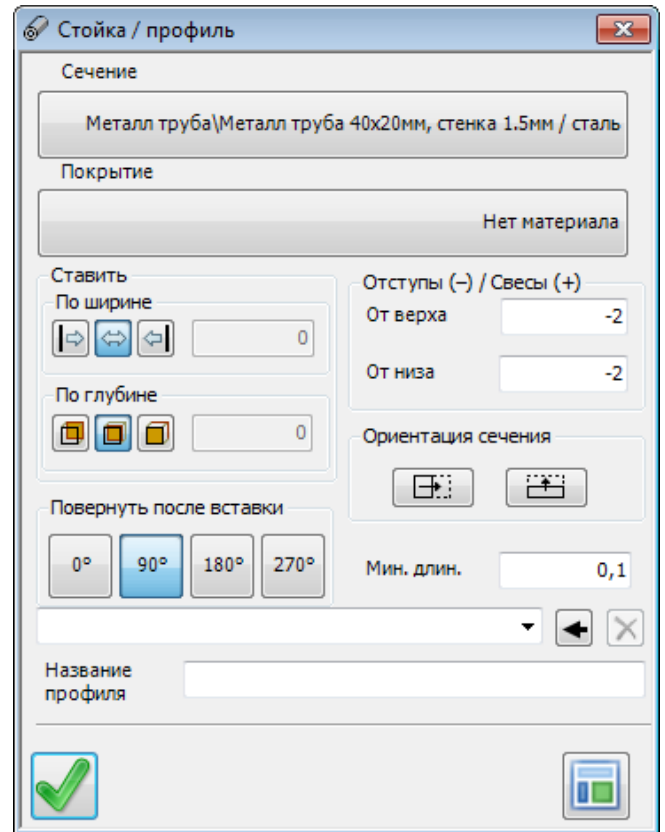 Стойка / профиль
Сечение
Металл труба\Металл труба 40x20мм, стенка 1.5мм / сталь
Покрытие
Нет материала
Ставить
По ширине
0
По глубине
0
Отступы (–) / Свесы (+)
От верха
-2
От низа
-2
Ориентация сечения
Повернуть после вставки
0° 90° 180° 270°
Мин. длин.
0,1
Название
профиля